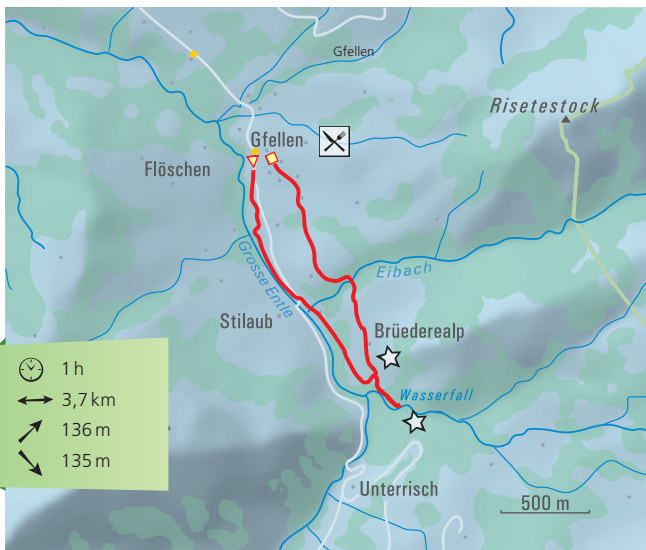 Gfellen
Risetestock
Gfellen
Flöschen
Grosse Entle
Eibach
Stilaub
Brüederealp
1 h
3,7 km
136 m
135 m
Wasserfall
Unterrisch
500 m